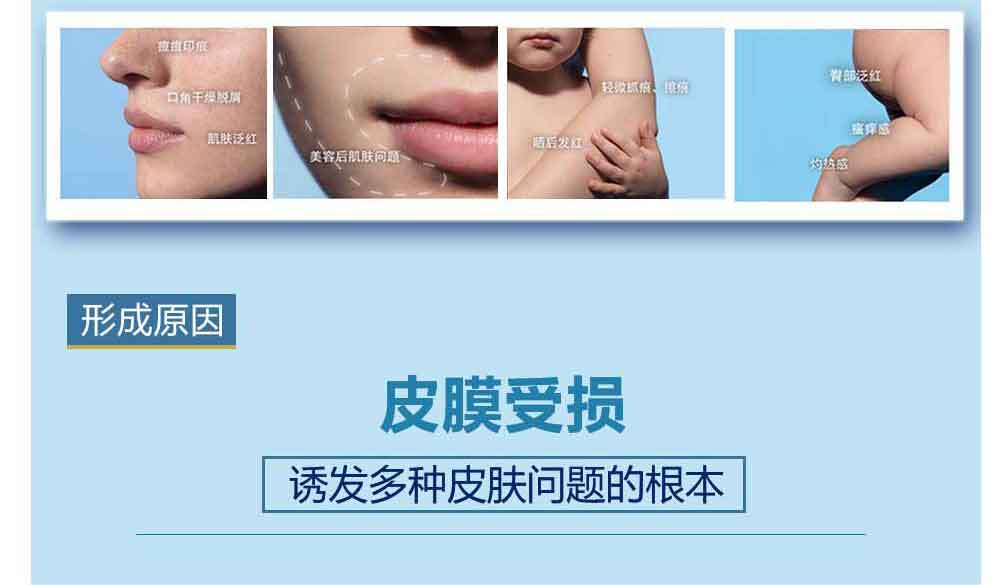 痘痘印痕
口角干燥脱屑
肌肤泛红
美容后肌肤问题
轻微抓痕、擦痕
晒后发红
臀部泛红
瘙痒感
灼热感
形成原因
皮膜受损
诱发多种皮肤问题的根本